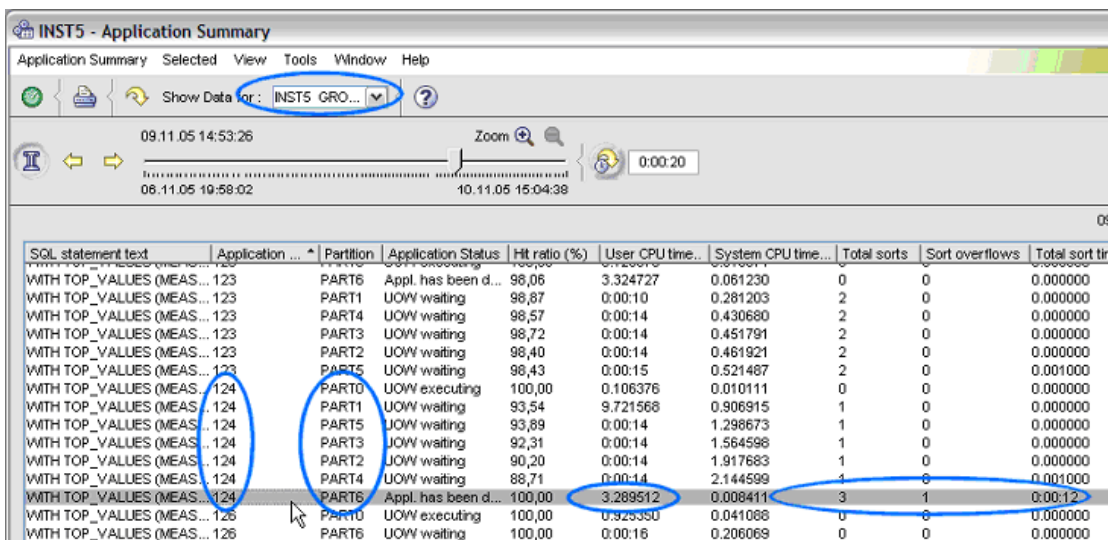 INST5 - Application Summary
Application Summary Selected View Tools Window Help
Show Data for : INST5 GRO...
09.11.05 14:53:26 Zoom
0:00:20
06.11.05 19:58:02 10.11.05 15:04:38
SQL statement text Application ... Partition Application Status Hit ratio (%) User CPU time.. System CPU time... Total sorts Sort overflows Total sort tir
WITH TOP_VALUES (MEAS... 123 PART6 Appl. has been d... 98,06 3.324727 0.061230 0 0 0.000000
WITH TOP_VALUES (MEAS... 123 PART1 UOW waiting 98,87 0:00:10 0.281203 2 0 0.000000
WITH TOP_VALUES (MEAS... 123 PART4 UOW waiting 98,57 0:00:14 0.430680 2 0 0.000000
WITH TOP_VALUES (MEAS... 123 PART3 UOW waiting 98,72 0:00:14 0.451791 2 0 0.000000
WITH TOP_VALUES (MEAS... 123 PART2 UOW waiting 98,40 0:00:14 0.461921 2 0 0.000000
WITH TOP_VALUES (MEAS... 123 PART5 UOW waiting 98,43 0:00:15 0.521487 2 0 0.001000
WITH TOP_VALUES (MEAS... 124 PART0 UOW executing 100,00 0.106376 0.010111 0 0 0.000000
WITH TOP_VALUES (MEAS... 124 PART1 UOW waiting 93,54 9.721568 0.906915 1 0 0.000000
WITH TOP_VALUES (MEAS... 124 PART5 UOW waiting 93,89 0:00:14 1.298673 1 0 0.000000
WITH TOP_VALUES (MEAS... 124 PART3 UOW waiting 92,31 0:00:14 1.564598 1 0 0.000000
WITH TOP_VALUES (MEAS... 124 PART2 UOW waiting 90,20 0:00:14 1.917683 1 0 0.000000
WITH TOP_VALUES (MEAS... 124 PART4 UOW waiting 88,71 0:00:14 2.144599 1 0 0.001000
WITH TOP_VALUES (MEAS... 124 PART6 Appl. has been d... 100,00 3.289512 0.008411 3 1 0:00:12
WITH TOP_VALUES (MEAS... 126 PART0 UOW executing 100,00 0.925350 0.041088 0 0 0.000000
WITH TOP_VALUES (MEAS... 126 PART6 UOW waiting 100,00 0:00:16 0.206069 0 0 0.000000